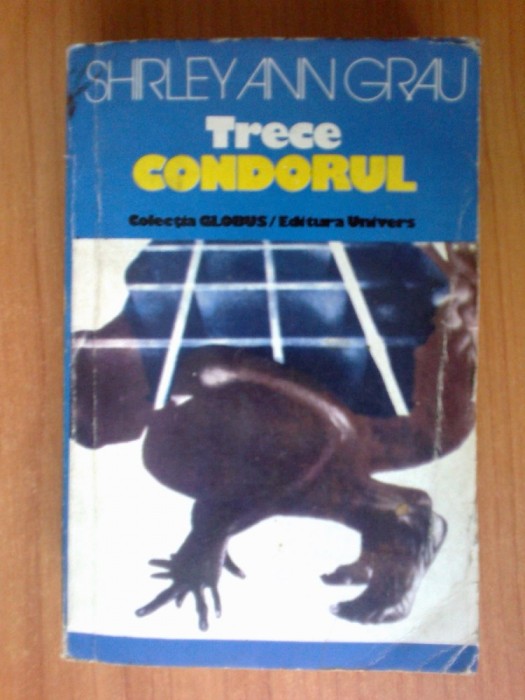 SHIRLEY ANN GRAU
Trece
CONDORUL
Colecția GLOBUS / Editura Univers